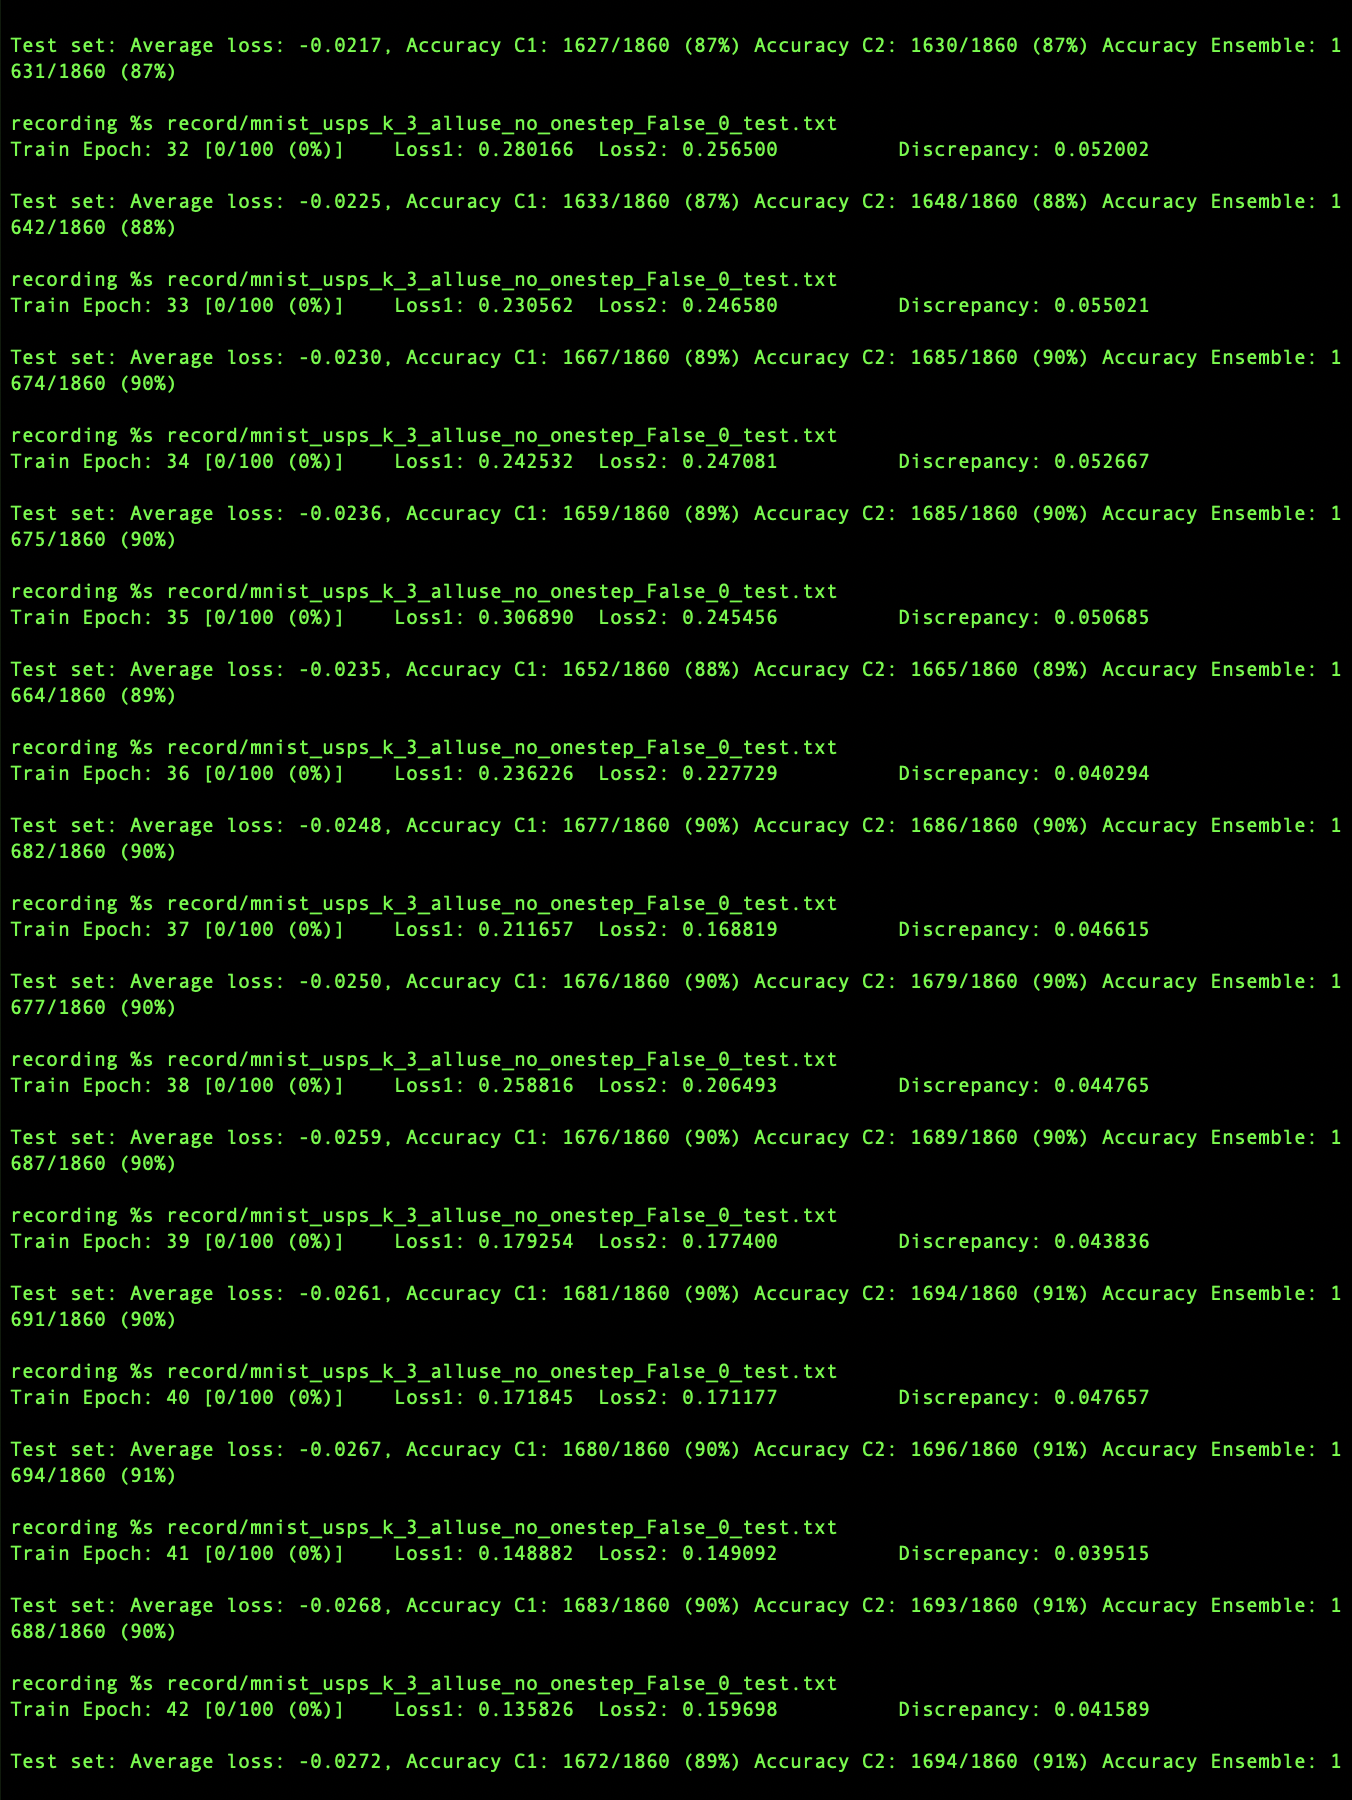 Test set: Average loss: -0.0217, Accuracy C1: 1627/1860 (87%) Accuracy C2: 1630/1860 (87%) Accuracy Ensemble: 1
631/1860 (87%)
recording %s record/mnist_usps_k_3_alluse_no_onestep_False_0_test.txt
Train Epoch: 32 [0/100 (0%)]    Loss1: 0.280166  Loss2: 0.256500          Discrepancy: 0.052002
Test set: Average loss: -0.0225, Accuracy C1: 1633/1860 (87%) Accuracy C2: 1648/1860 (88%) Accuracy Ensemble: 1
642/1860 (88%)
recording %s record/mnist_usps_k_3_alluse_no_onestep_False_0_test.txt
Train Epoch: 33 [0/100 (0%)]    Loss1: 0.230562  Loss2: 0.246580          Discrepancy: 0.055021
Test set: Average loss: -0.0230, Accuracy C1: 1667/1860 (89%) Accuracy C2: 1685/1860 (90%) Accuracy Ensemble: 1
674/1860 (90%)
recording %s record/mnist_usps_k_3_alluse_no_onestep_False_0_test.txt
Train Epoch: 34 [0/100 (0%)]    Loss1: 0.242532  Loss2: 0.247081          Discrepancy: 0.052667
Test set: Average loss: -0.0236, Accuracy C1: 1659/1860 (89%) Accuracy C2: 1685/1860 (90%) Accuracy Ensemble: 1
675/1860 (90%)
recording %s record/mnist_usps_k_3_alluse_no_onestep_False_0_test.txt
Train Epoch: 35 [0/100 (0%)]    Loss1: 0.306890  Loss2: 0.245456          Discrepancy: 0.050685
Test set: Average loss: -0.0235, Accuracy C1: 1652/1860 (88%) Accuracy C2: 1665/1860 (89%) Accuracy Ensemble: 1
664/1860 (89%)
recording %s record/mnist_usps_k_3_alluse_no_onestep_False_0_test.txt
Train Epoch: 36 [0/100 (0%)]    Loss1: 0.236226  Loss2: 0.227729          Discrepancy: 0.040294
Test set: Average loss: -0.0248, Accuracy C1: 1677/1860 (90%) Accuracy C2: 1686/1860 (90%) Accuracy Ensemble: 1
682/1860 (90%)
recording %s record/mnist_usps_k_3_alluse_no_onestep_False_0_test.txt
Train Epoch: 37 [0/100 (0%)]    Loss1: 0.211657  Loss2: 0.168819          Discrepancy: 0.046615
Test set: Average loss: -0.0250, Accuracy C1: 1676/1860 (90%) Accuracy C2: 1679/1860 (90%) Accuracy Ensemble: 1
677/1860 (90%)
recording %s record/mnist_usps_k_3_alluse_no_onestep_False_0_test.txt
Train Epoch: 38 [0/100 (0%)]    Loss1: 0.258816  Loss2: 0.206493          Discrepancy: 0.044765
Test set: Average loss: -0.0259, Accuracy C1: 1676/1860 (90%) Accuracy C2: 1689/1860 (90%) Accuracy Ensemble: 1
687/1860 (90%)
recording %s record/mnist_usps_k_3_alluse_no_onestep_False_0_test.txt
Train Epoch: 39 [0/100 (0%)]    Loss1: 0.179254  Loss2: 0.177400          Discrepancy: 0.043836
Test set: Average loss: -0.0261, Accuracy C1: 1681/1860 (90%) Accuracy C2: 1694/1860 (91%) Accuracy Ensemble: 1
691/1860 (90%)
recording %s record/mnist_usps_k_3_alluse_no_onestep_False_0_test.txt
Train Epoch: 40 [0/100 (0%)]    Loss1: 0.171845  Loss2: 0.171177          Discrepancy: 0.047657
Test set: Average loss: -0.0267, Accuracy C1: 1680/1860 (90%) Accuracy C2: 1696/1860 (91%) Accuracy Ensemble: 1
694/1860 (91%)
recording %s record/mnist_usps_k_3_alluse_no_onestep_False_0_test.txt
Train Epoch: 41 [0/100 (0%)]    Loss1: 0.148882  Loss2: 0.149092          Discrepancy: 0.039515
Test set: Average loss: -0.0268, Accuracy C1: 1683/1860 (90%) Accuracy C2: 1693/1860 (91%) Accuracy Ensemble: 1
688/1860 (90%)
recording %s record/mnist_usps_k_3_alluse_no_onestep_False_0_test.txt
Train Epoch: 42 [0/100 (0%)]    Loss1: 0.135826  Loss2: 0.159698          Discrepancy: 0.041589
Test set: Average loss: -0.0272, Accuracy C1: 1672/1860 (89%) Accuracy C2: 1694/1860 (91%) Accuracy Ensemble: 1